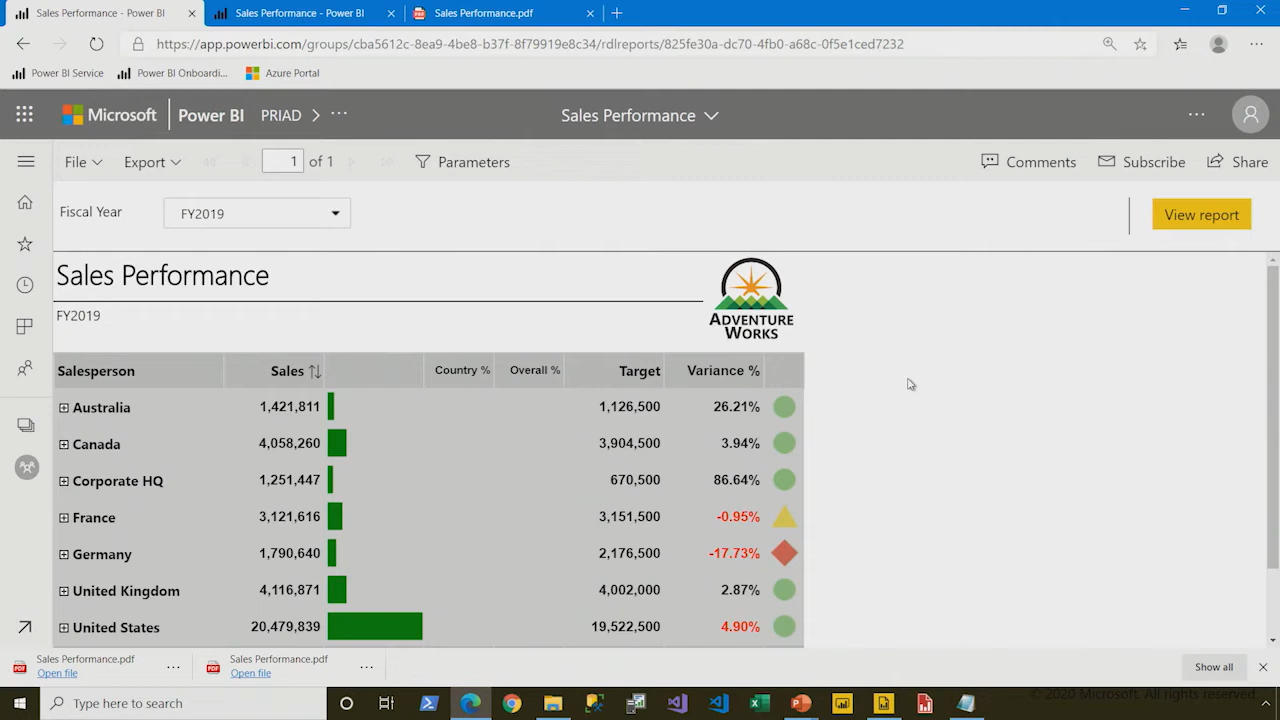 Sales Performance - Power BI
Sales Performance - Power BI
Sales Performance.pdf
https://app.powerbi.com/groups/cba5612c-8ea9-4be8-b37f-8f79919e8c34/rdlreports/825fe30a-dc70-4fb0-a68c-0f5e1ced7232
Power BI Service
Power BI Onboardi...
Azure Portal
Microsoft
Power BI
PRIAD
Sales Performance
File
Export
1 of 1
Parameters
Comments
Subscribe
Share
Fiscal Year
FY2019
View report
Sales Performance
ADVENTURE
WORKS
FY2019
Salesperson Sales Country % Overall % Target Variance %
Australia 1,421,811 1,126,500 26.21%
Canada 4,058,260 3,904,500 3.94%
Corporate HQ 1,251,447 670,500 86.64%
France 3,121,616 3,151,500 -0.95%
Germany 1,790,640 2,176,500 -17.73%
United Kingdom 4,116,871 4,002,000 2.87%
United States 20,479,839 19,522,500 4.90%
Sales Performance.pdf
Open file
Sales Performance.pdf
Open file
Show all
Type here to search
© 2020 Microsoft. All rights reserved.